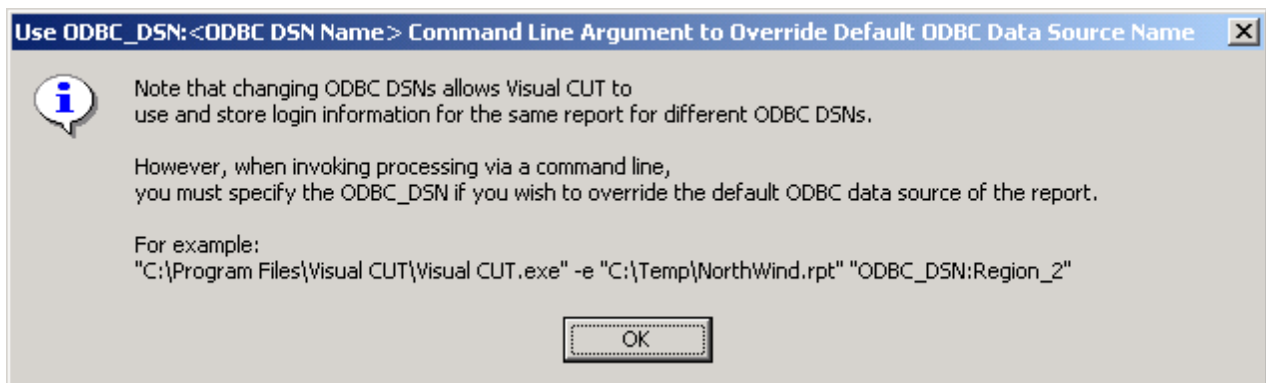 Use ODBC_DSN:<ODBC DSN Name> Command Line Argument to Override Default ODBC Data Source Name
Note that changing ODBC DSNs allows Visual CUT to
use and store login information for the same report for different ODBC DSNs.
However, when invoking processing via a command line,
you must specify the ODBC_DSN if you wish to override the default ODBC data source of the report.
For example:
"C:\Program Files\Visual CUT\Visual CUT.exe" -e "C:\Temp\NorthWind.rpt" "ODBC_DSN:Region_2"
OK